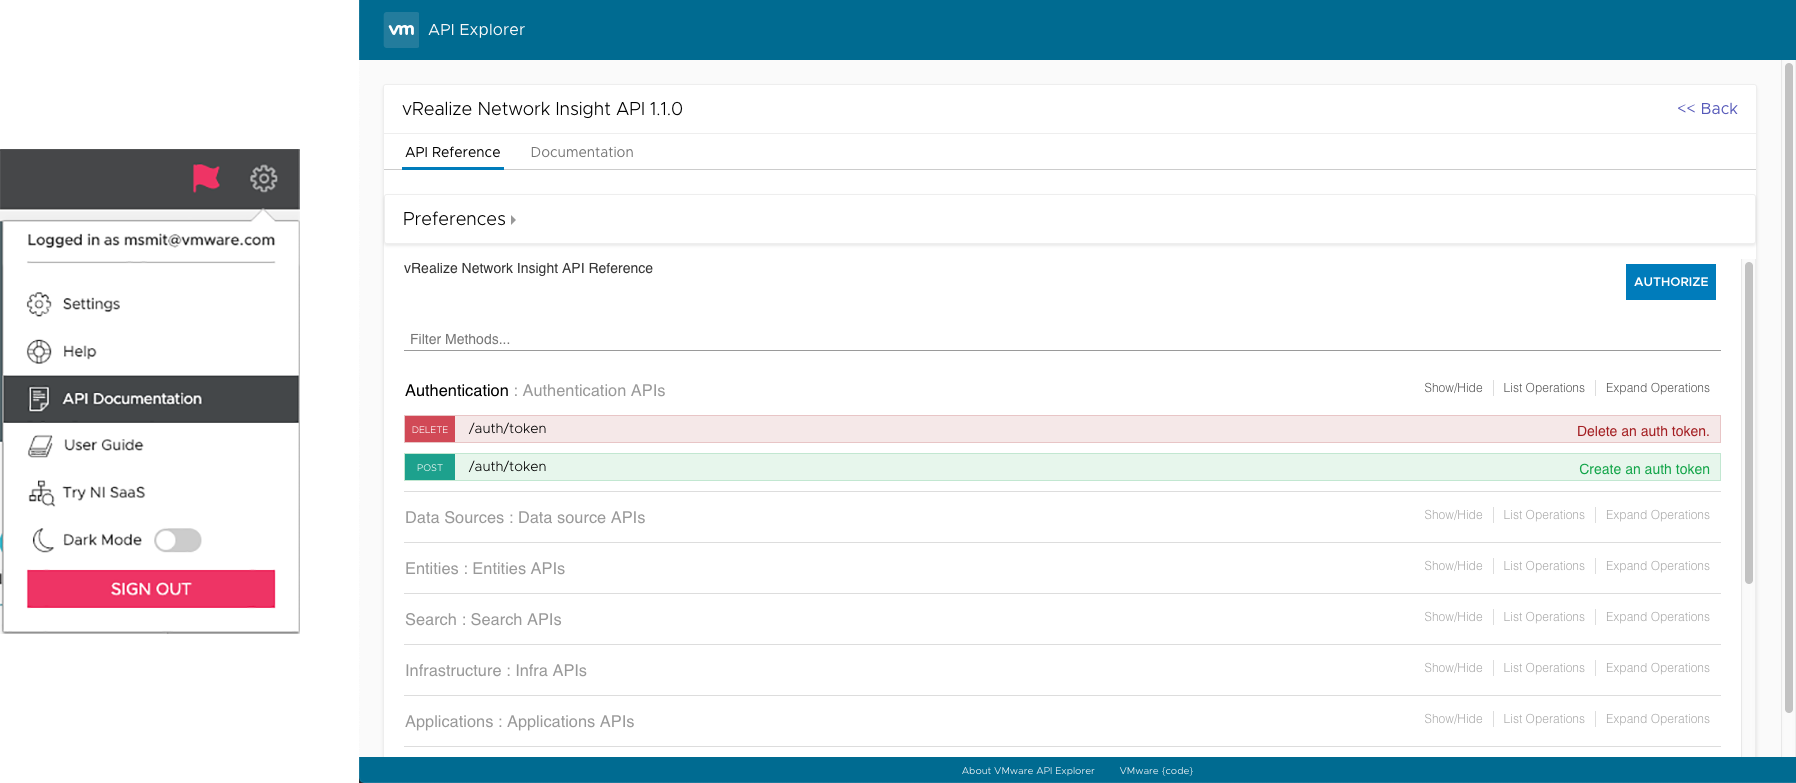 Logged in as msmit@vmware.com
Settings
Help
API Documentation
User Guide
Try NI SaaS
Dark Mode
SIGN OUT
vm API Explorer
vRealize Network Insight API 1.1.0 << Back
API Reference Documentation
Preferences
vRealize Network Insight API Reference
AUTHORIZE
Filter Methods...
Authentication : Authentication APIs Show/Hide List Operations Expand Operations
DELETE /auth/token Delete an auth token.
POST /auth/token Create an auth token
Data Sources : Data source APIs Show/Hide List Operations Expand Operations
Entities : Entities APIs Show/Hide List Operations Expand Operations
Search : Search APIs Show/Hide List Operations Expand Operations
Infrastructure : Infra APIs Show/Hide List Operations Expand Operations
Applications : Applications APIs Show/Hide List Operations Expand Operations
About VMware API Explorer VMware {code}